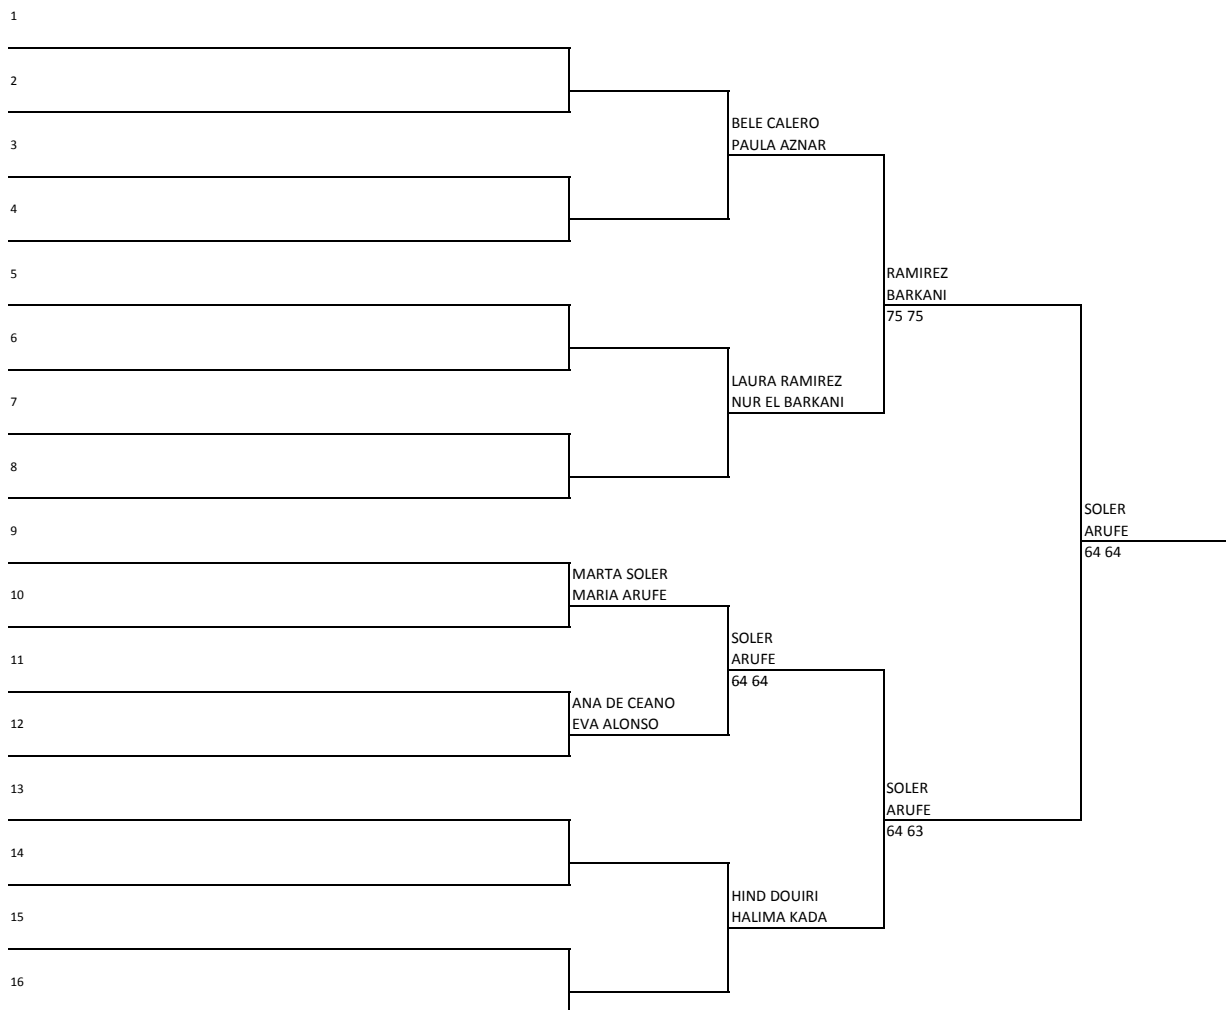 1
2
BELE CALERO
3
PAULA AZNAR
4
5
RAMIREZ
BARKANI
75 75
6
LAURA RAMIREZ
7
NUR EL BARKANI
8
SOLER
9
ARUFE
64 64
MARTA SOLER
10
MARIA ARUFE
SOLER
11
ARUFE
64 64
ANA DE CEANO
12
EVA ALONSO
13
SOLER
ARUFE
64 63
14
HIND DOUIRI
15
HALIMA KADA
16